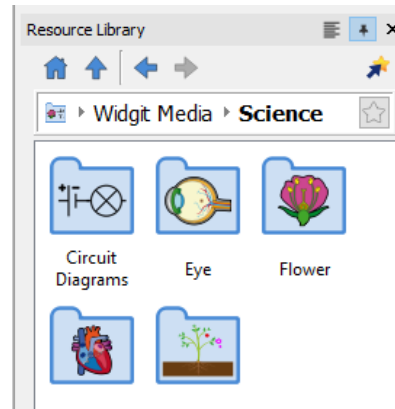 Resource Library
Widgit Media Science
Circuit
Diagrams
Eye
Flower